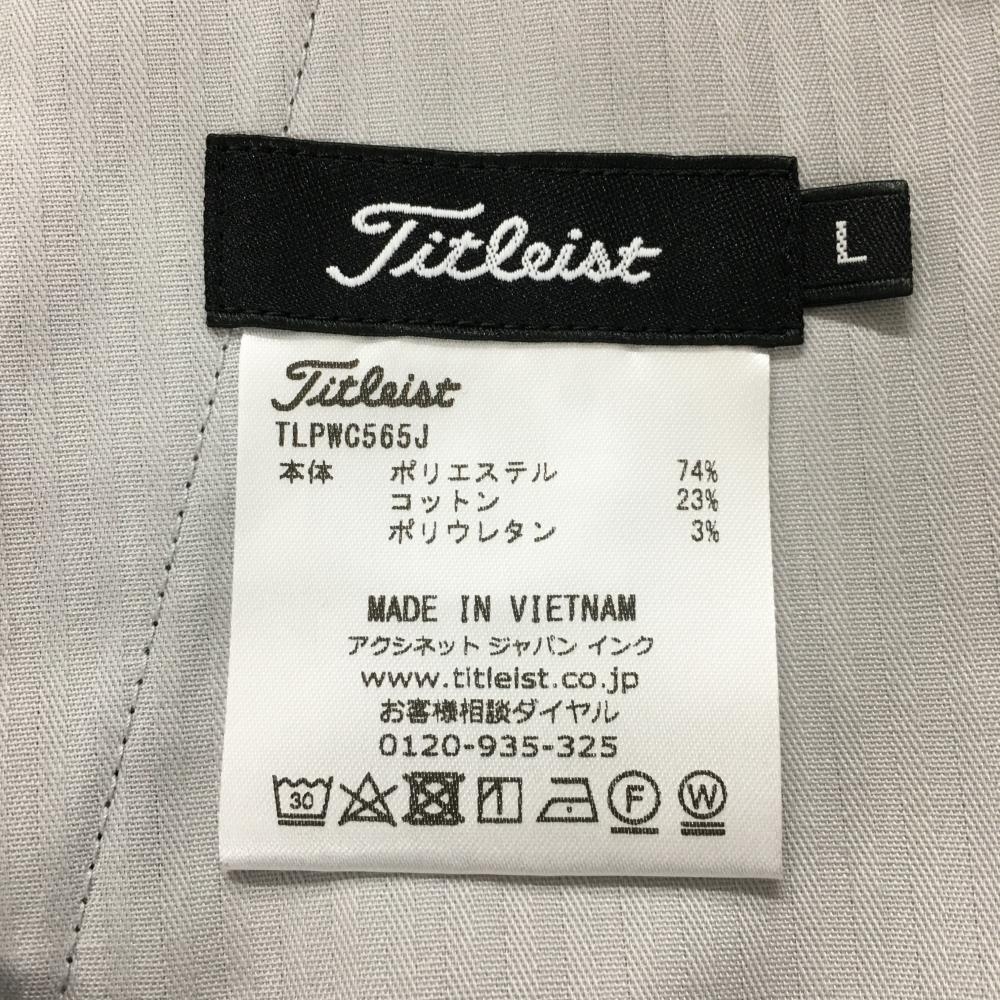 Titleist
L
Titleist
TLPWC565J
本体 ポリエステル 74%
コットン 23%
ポリウレタン 3%
MADE IN VIETNAM
アクシネット ジャパン インク
www.titleist.co.jp
お客様相談ダイヤル
0120-935-325
30 F W